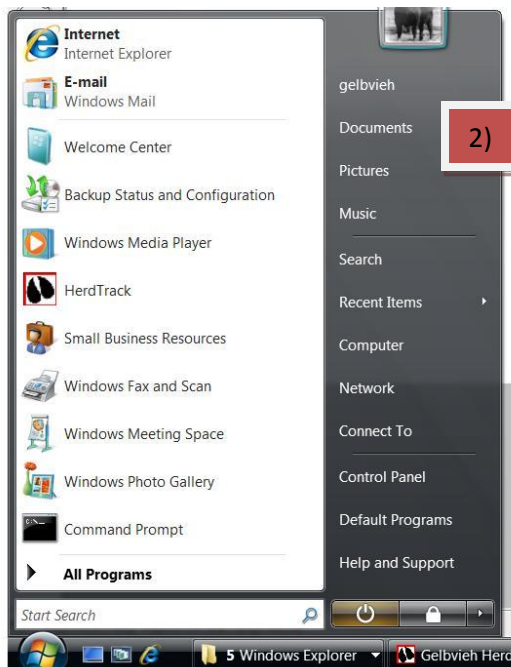 Internet
Internet Explorer
E-mail
Windows Mail
Welcome Center
Backup Status and Configuration
Windows Media Player
HerdTrack
Small Business Resources
Windows Fax and Scan
Windows Meeting Space
Windows Photo Gallery
Command Prompt
All Programs
Start Search
gelbvieh
Documents
2)
Pictures
Music
Search
Recent Items
Computer
Network
Connect To
Control Panel
Default Programs
Help and Support
5 Windows Explorer
Gelbvieh Herd